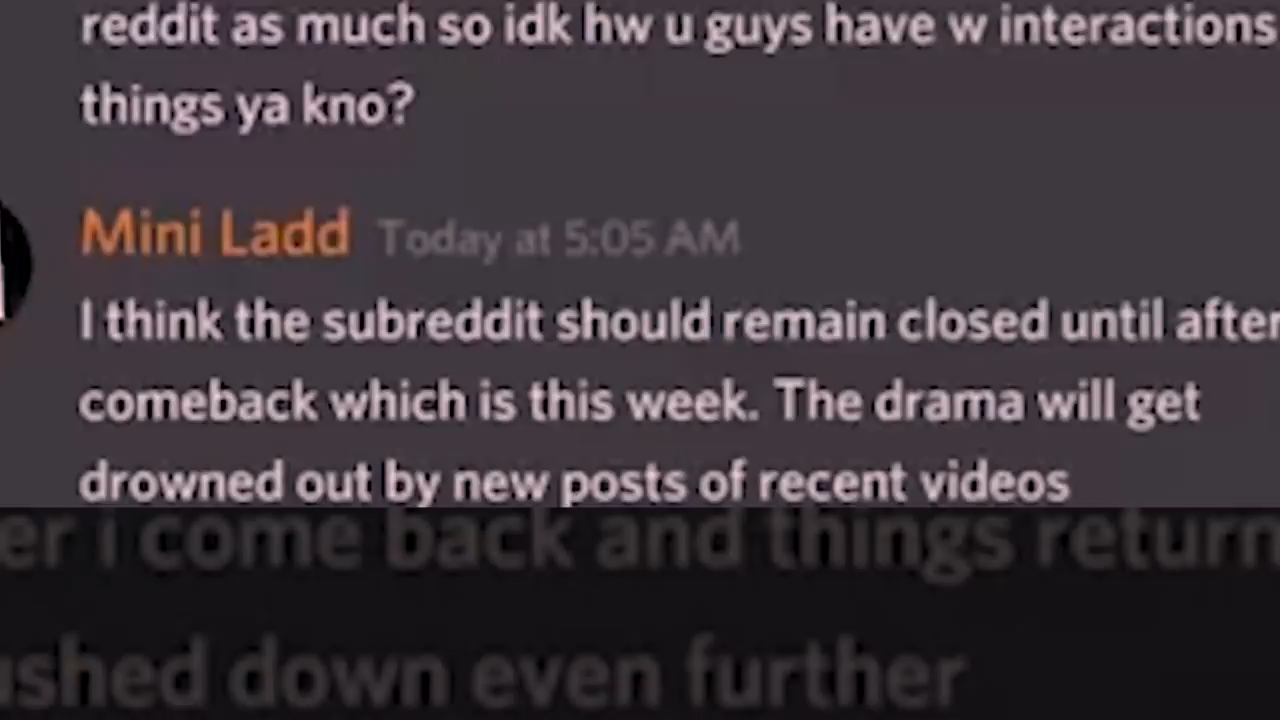 reddit as much so idk hw u guys have w interactions
things ya kno?
Mini Ladd Today at 5:05 AM
I think the subreddit should remain closed until after
comeback which is this week. The drama will get
drowned out by new posts of recent videos
er i come back and things return
ushed down even further